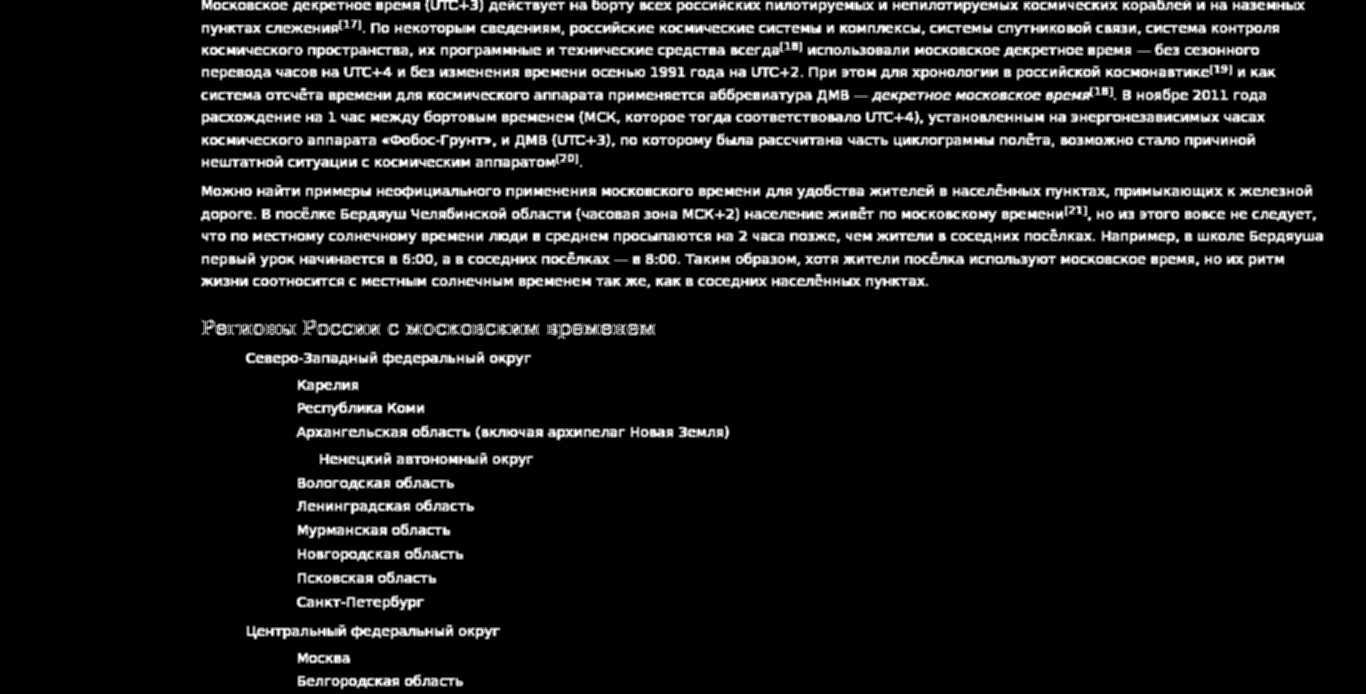 Московское декретное время (UTC+3) действует на борту всех российских пилотируемых и непилотируемых космических кораблей и на наземных
пунктах слежения[17]. По некоторым сведениям, российские космические системы и комплексы, системы спутниковой связи, система контроля
космического пространства, их программные и технические средства всегда[18] использовали московское декретное время — без сезонного
перевода часов на UTC+4 и без изменения времени осенью 1991 года на UTC+2. При этом для хронологии в российской космонавтике[19] и как
система отсчёта времени для космического аппарата применяется аббревиатура ДМВ — декретное московское время[18]. В ноябре 2011 года
расхождение на 1 час между бортовым временем (МСК, которое тогда соответствовало UTC+4), установленным на энергонезависимых часах
космического аппарата «Фобос-Грунт», и ДМВ (UTC+3), по которому была рассчитана часть циклограммы полёта, возможно стало причиной
нештатной ситуации с космическим аппаратом[20].
Можно найти примеры неофициального применения московского времени для удобства жителей в населённых пунктах, примыкающих к железной
дороге. В посёлке Бердяуш Челябинской области (часовая зона МСК+2) население живёт по московскому времени[21], но из этого вовсе не следует,
что по местному солнечному времени люди в среднем просыпаются на 2 часа позже, чем жители в соседних посёлках. Например, в школе Бердяуша
первый урок начинается в 6:00, а в соседних посёлках — в 8:00. Таким образом, хотя жители посёлка используют московское время, но их ритм
жизни соотносится с местным солнечным временем так же, как в соседних населённых пунктах.
Регионы России с московским временем
Северо-Западный федеральный округ
Карелия
Республика Коми
Архангельская область (включая архипелаг Новая Земля)
Ненецкий автономный округ
Вологодская область
Ленинградская область
Мурманская область
Новгородская область
Псковская область
Санкт-Петербург
Центральный федеральный округ
Москва
Белгородская область